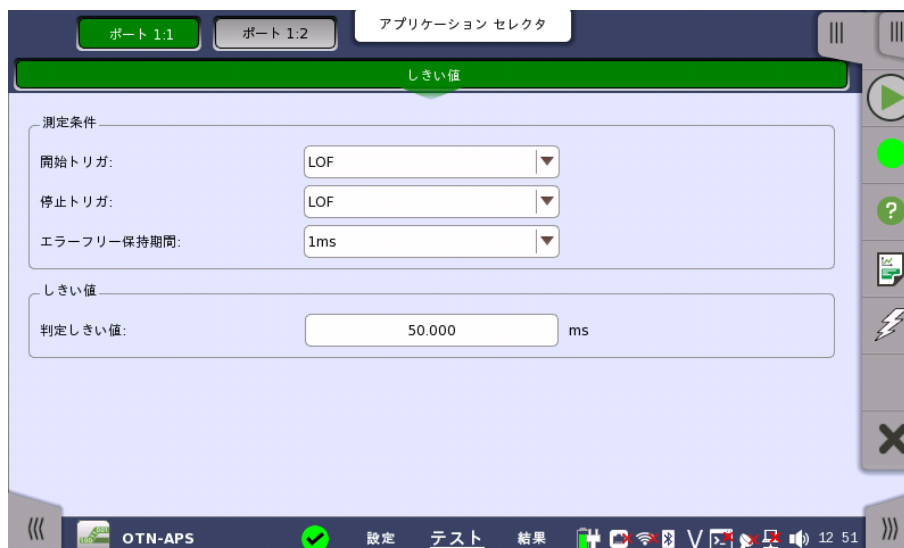 ポート 1:1
ポート 1:2
アプリケーション セレクタ
しきい値
測定条件
開始トリガ:
LOF
停止トリガ:
LOF
エラーフリー保持期間:
1ms
しきい値
判定しきい値:
50.000
ms
OTN-APS
設定
テスト
結果
12 51